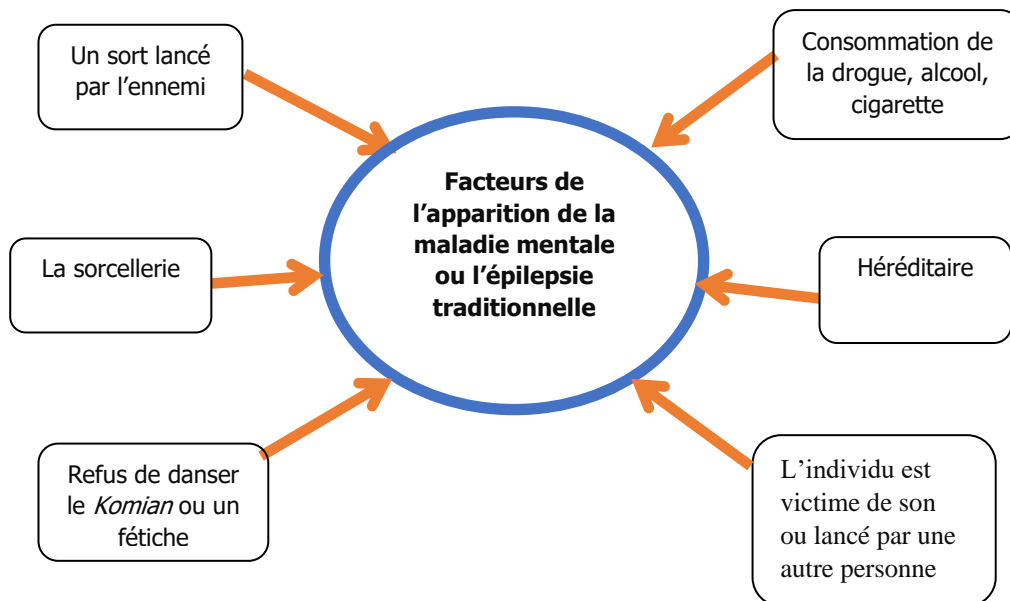 Un sort lancé
par l’ennemi
Consommation de
la drogue, alcool,
cigarette
Facteurs de
l’apparition de la
maladie mentale
ou l’épilepsie
traditionnelle
La sorcellerie
Héréditaire
Refus de danser
le Komian ou un
fétiche
L’individu est
victime de son
ou lancé par une
autre personne